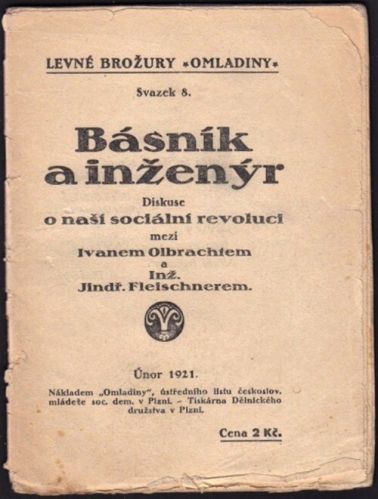 LEVNÉ BROŽURY *OMLADINY*
Svazek 8.
Básník
a inženýr
Diskuse
o naší sociální revoluci
mezi
Ivanem Olbrachtem
a
Inž.
Jindř. Fleischnerem.
Únor 1921.
Nákladem „Omladiny“, ústředního listu českoslov.
mládeže soc. dem. v Plzni. – Tiskárna Dělnického
družstva v Plzni.
Cena 2 Kč.